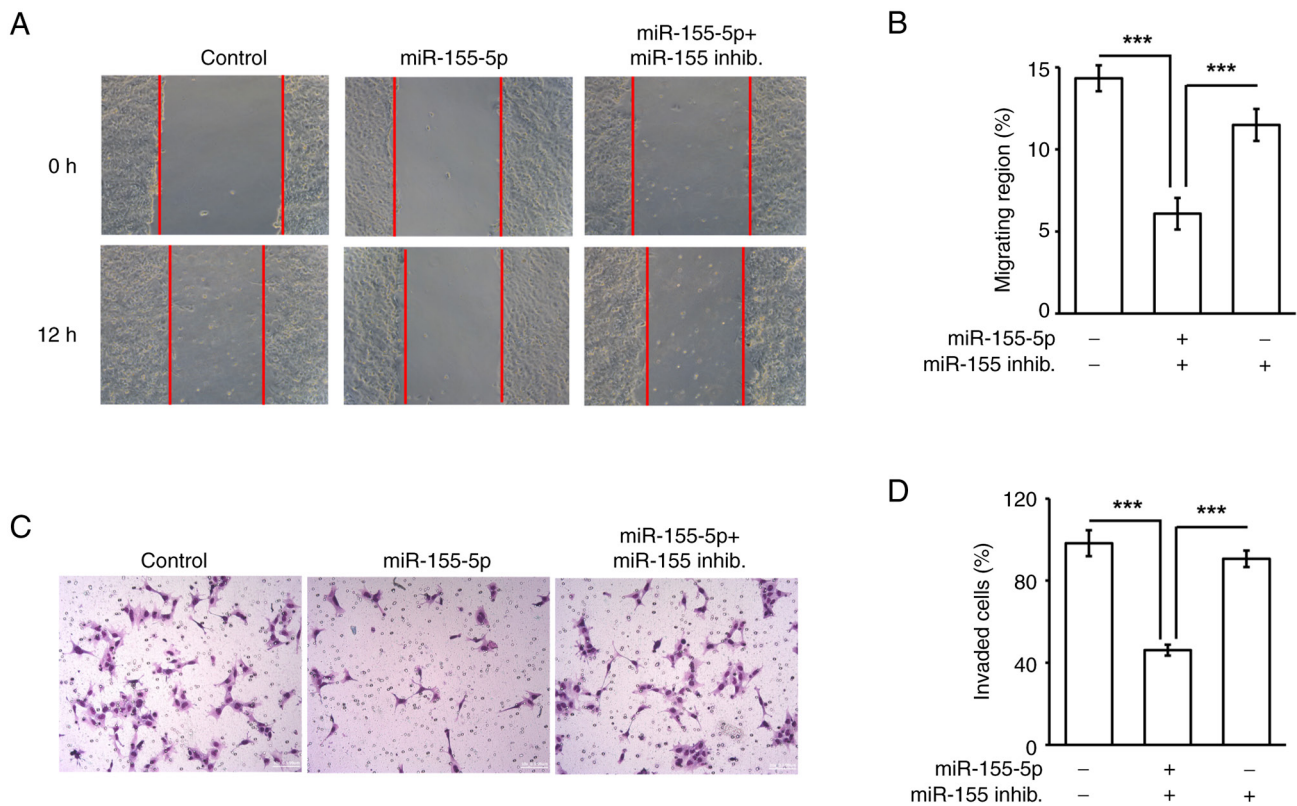 A
Control
miR-155-5p
miR-155-5p+
miR-155 inhib.
0 h
12 h
B
***
***
15
10
5
0
Migrating region (%)
miR-155-5p – + –
miR-155 inhib. – + +
C
Control
miR-155-5p
miR-155-5p+
miR-155 inhib.
D
***
***
120
80
40
0
Invaded cells (%)
miR-155-5p – + –
miR-155 inhib. – + +